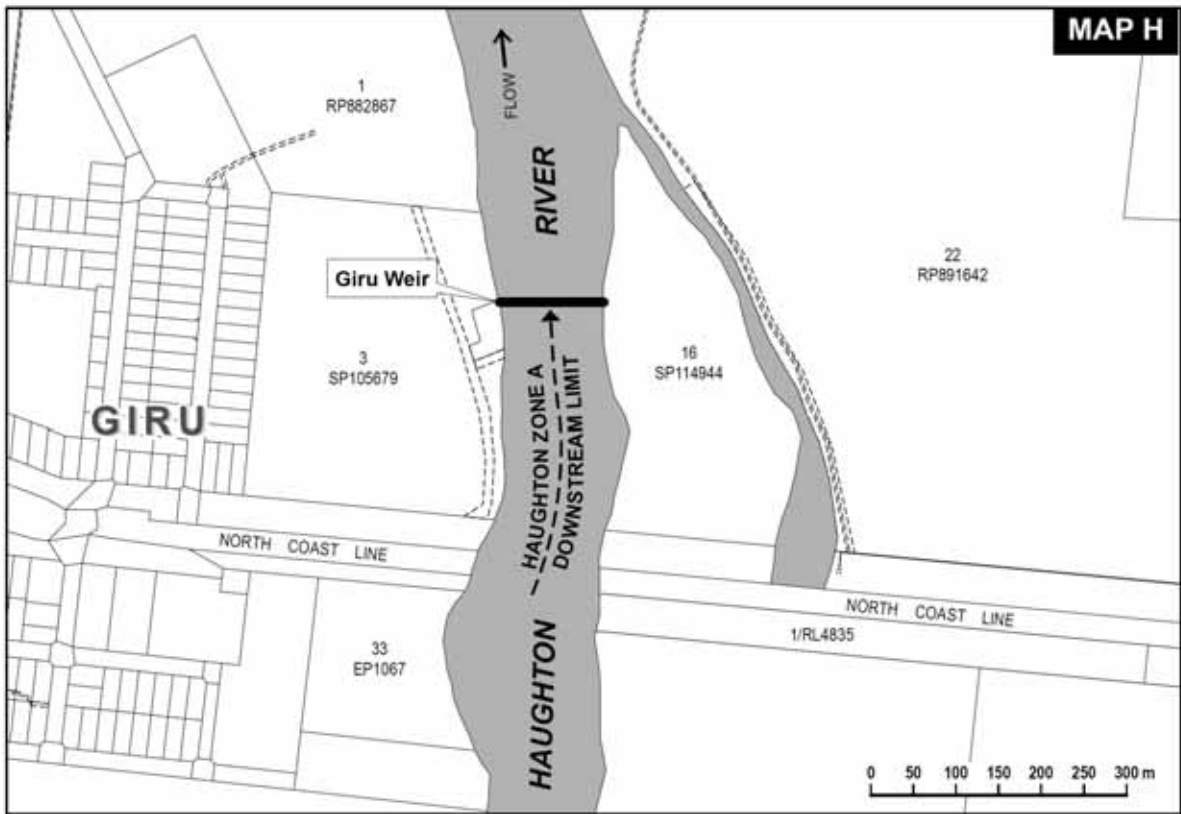 MAP H
FLOW
1
RP882867
RIVER
22
RP891642
Giru Weir
3
SP105679
16
SP114944
GIRU
HAUGHTON ZONE A
DOWNSTREAM LIMIT
NORTH COAST LINE
NORTH COAST LINE
1/RL4835
33
EP1067
HAUGHTON
0 50 100 150 200 250 300 m